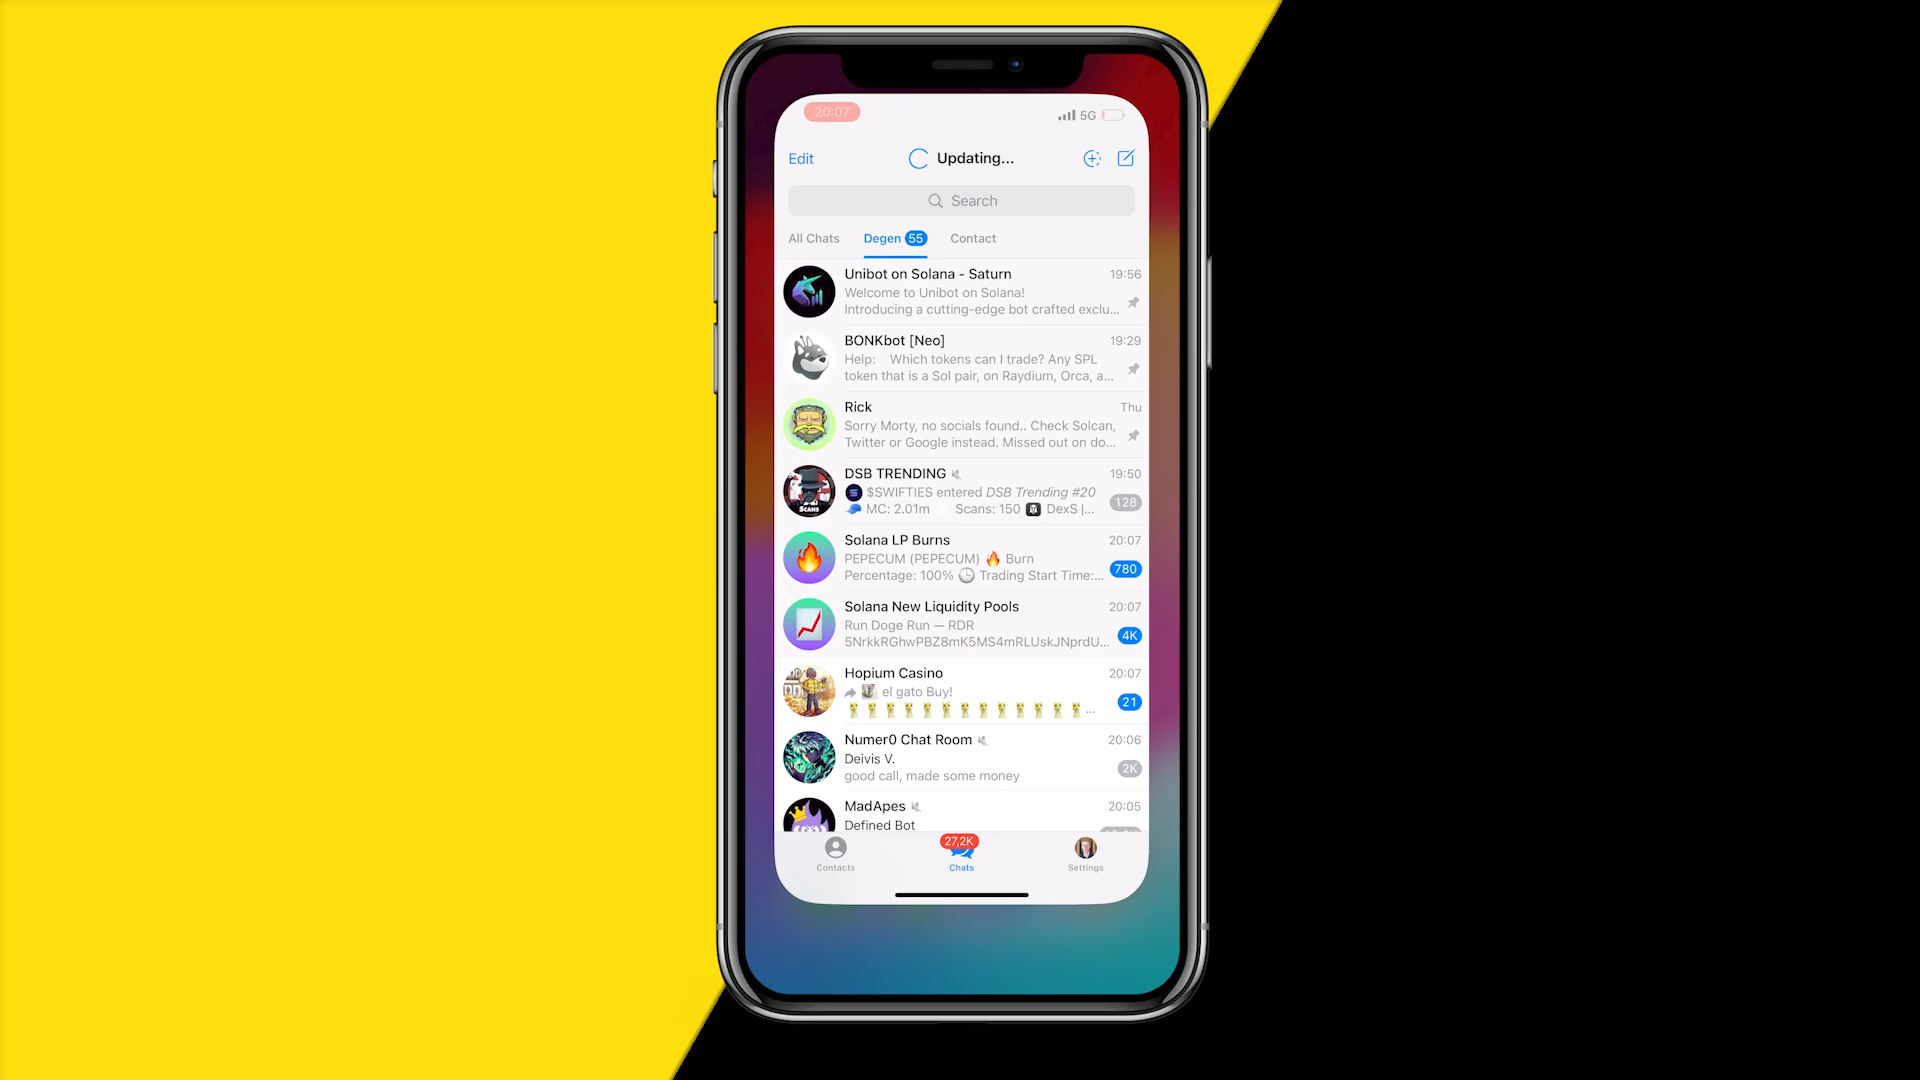 20:07
5G
Edit
Updating...
Search
All Chats
Degen 55
Contact
Unibot on Solana - Saturn
19:56
Welcome to Unibot on Solana!
Introducing a cutting-edge bot crafted exclu...
BONKbot [Neo]
19:29
Help: Which tokens can I trade? Any SPL
token that is a Sol pair, on Raydium, Orca, a...
Rick
Thu
Sorry Morty, no socials found.. Check Solcan,
Twitter or Google instead. Missed out on do...
DSB TRENDING
19:50
$SWIFTIES entered DSB Trending #20
MC: 2.01m Scans: 150 DexS |...
128
SCANS
Solana LP Burns
20:07
PEPECUM (PEPECUM) 🔥 Burn
Percentage: 100% 🕒 Trading Start Time:...
780
Solana New Liquidity Pools
20:07
Run Doge Run — RDR
5NrkkRGhwPBZ8mK5MS4mRLUskJNprdU...
4K
Hopium Casino
20:07
el gato Buy!
...
21
Numer0 Chat Room
20:06
Deivis V.
good call, made some money
2K
MadApes
20:05
Defined Bot
27,2K
Contacts
Chats
Settings